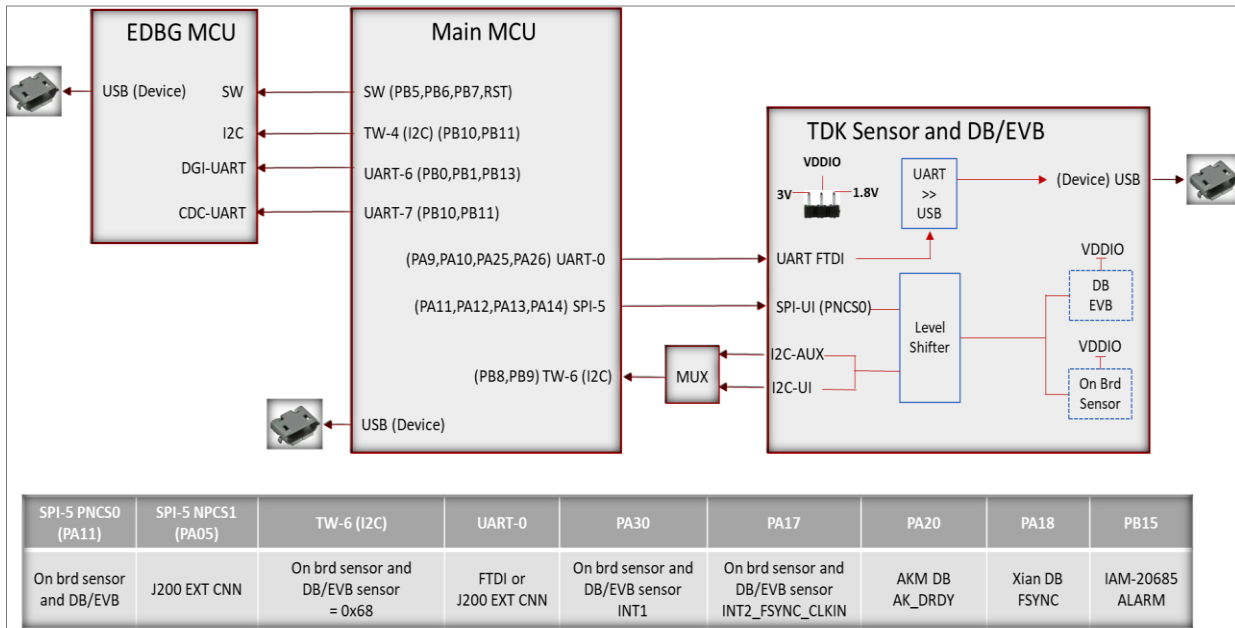 EDBG MCU
USB (Device)
SW
I2C
DGI-UART
CDC-UART
Main MCU
SW (PB5,PB6,PB7,RST)
TW-4 (I2C) (PB10,PB11)
UART-6 (PB0,PB1,PB13)
UART-7 (PB10,PB11)
(PA9,PA10,PA25,PA26) UART-0
(PA11,PA12,PA13,PA14) SPI-5
(PB8,PB9) TW-6 (I2C)
USB (Device)
MUX
TDK Sensor and DB/EVB
VDDIO
3V
1.8V
UART
>>
USB
(Device) USB
UART FTDI
SPI-UI (PNCS0)
I2C-AUX
I2C-UI
Level
Shifter
VDDIO
DB
EVB
VDDIO
On Brd
Sensor
SPI-5 PNCS0
(PA11)
SPI-5 NPCS1
(PA05)
TW-6 (I2C)
UART-0
PA30
PA17
PA20
PA18
PB15
On brd sensor
and DB/EVB
J200 EXT CNN
On brd sensor and
DB/EVB sensor
= 0x68
FTDI or
J200 EXT CNN
On brd sensor and
DB/EVB sensor
INT1
On brd sensor and
DB/EVB sensor
INT2_FSYNC_CLKIN
AKM DB
AK_DRDY
Xian DB
FSYNC
IAM-20685
ALARM